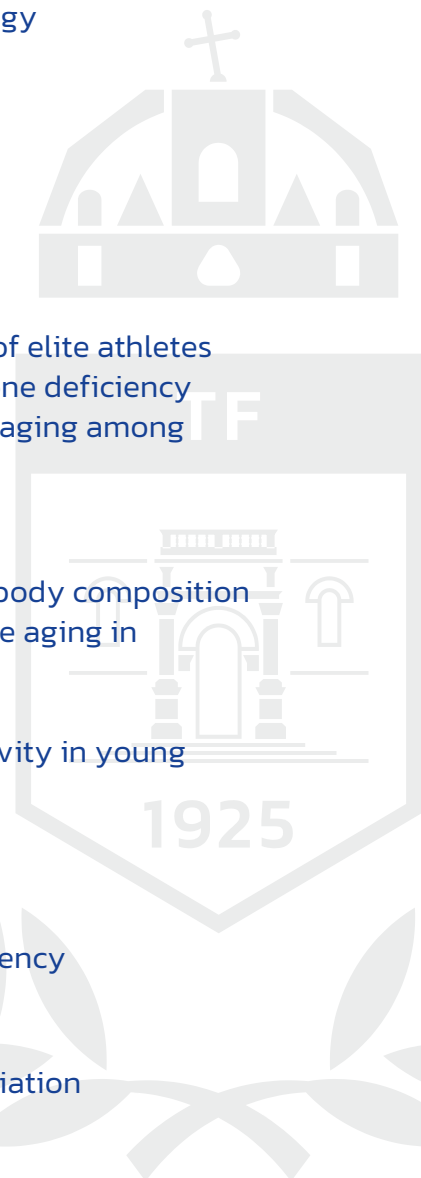 gy
of elite athletes
ne deficiency
aging among
TF
body composition
e aging in
vity in young
1925
ency
iation